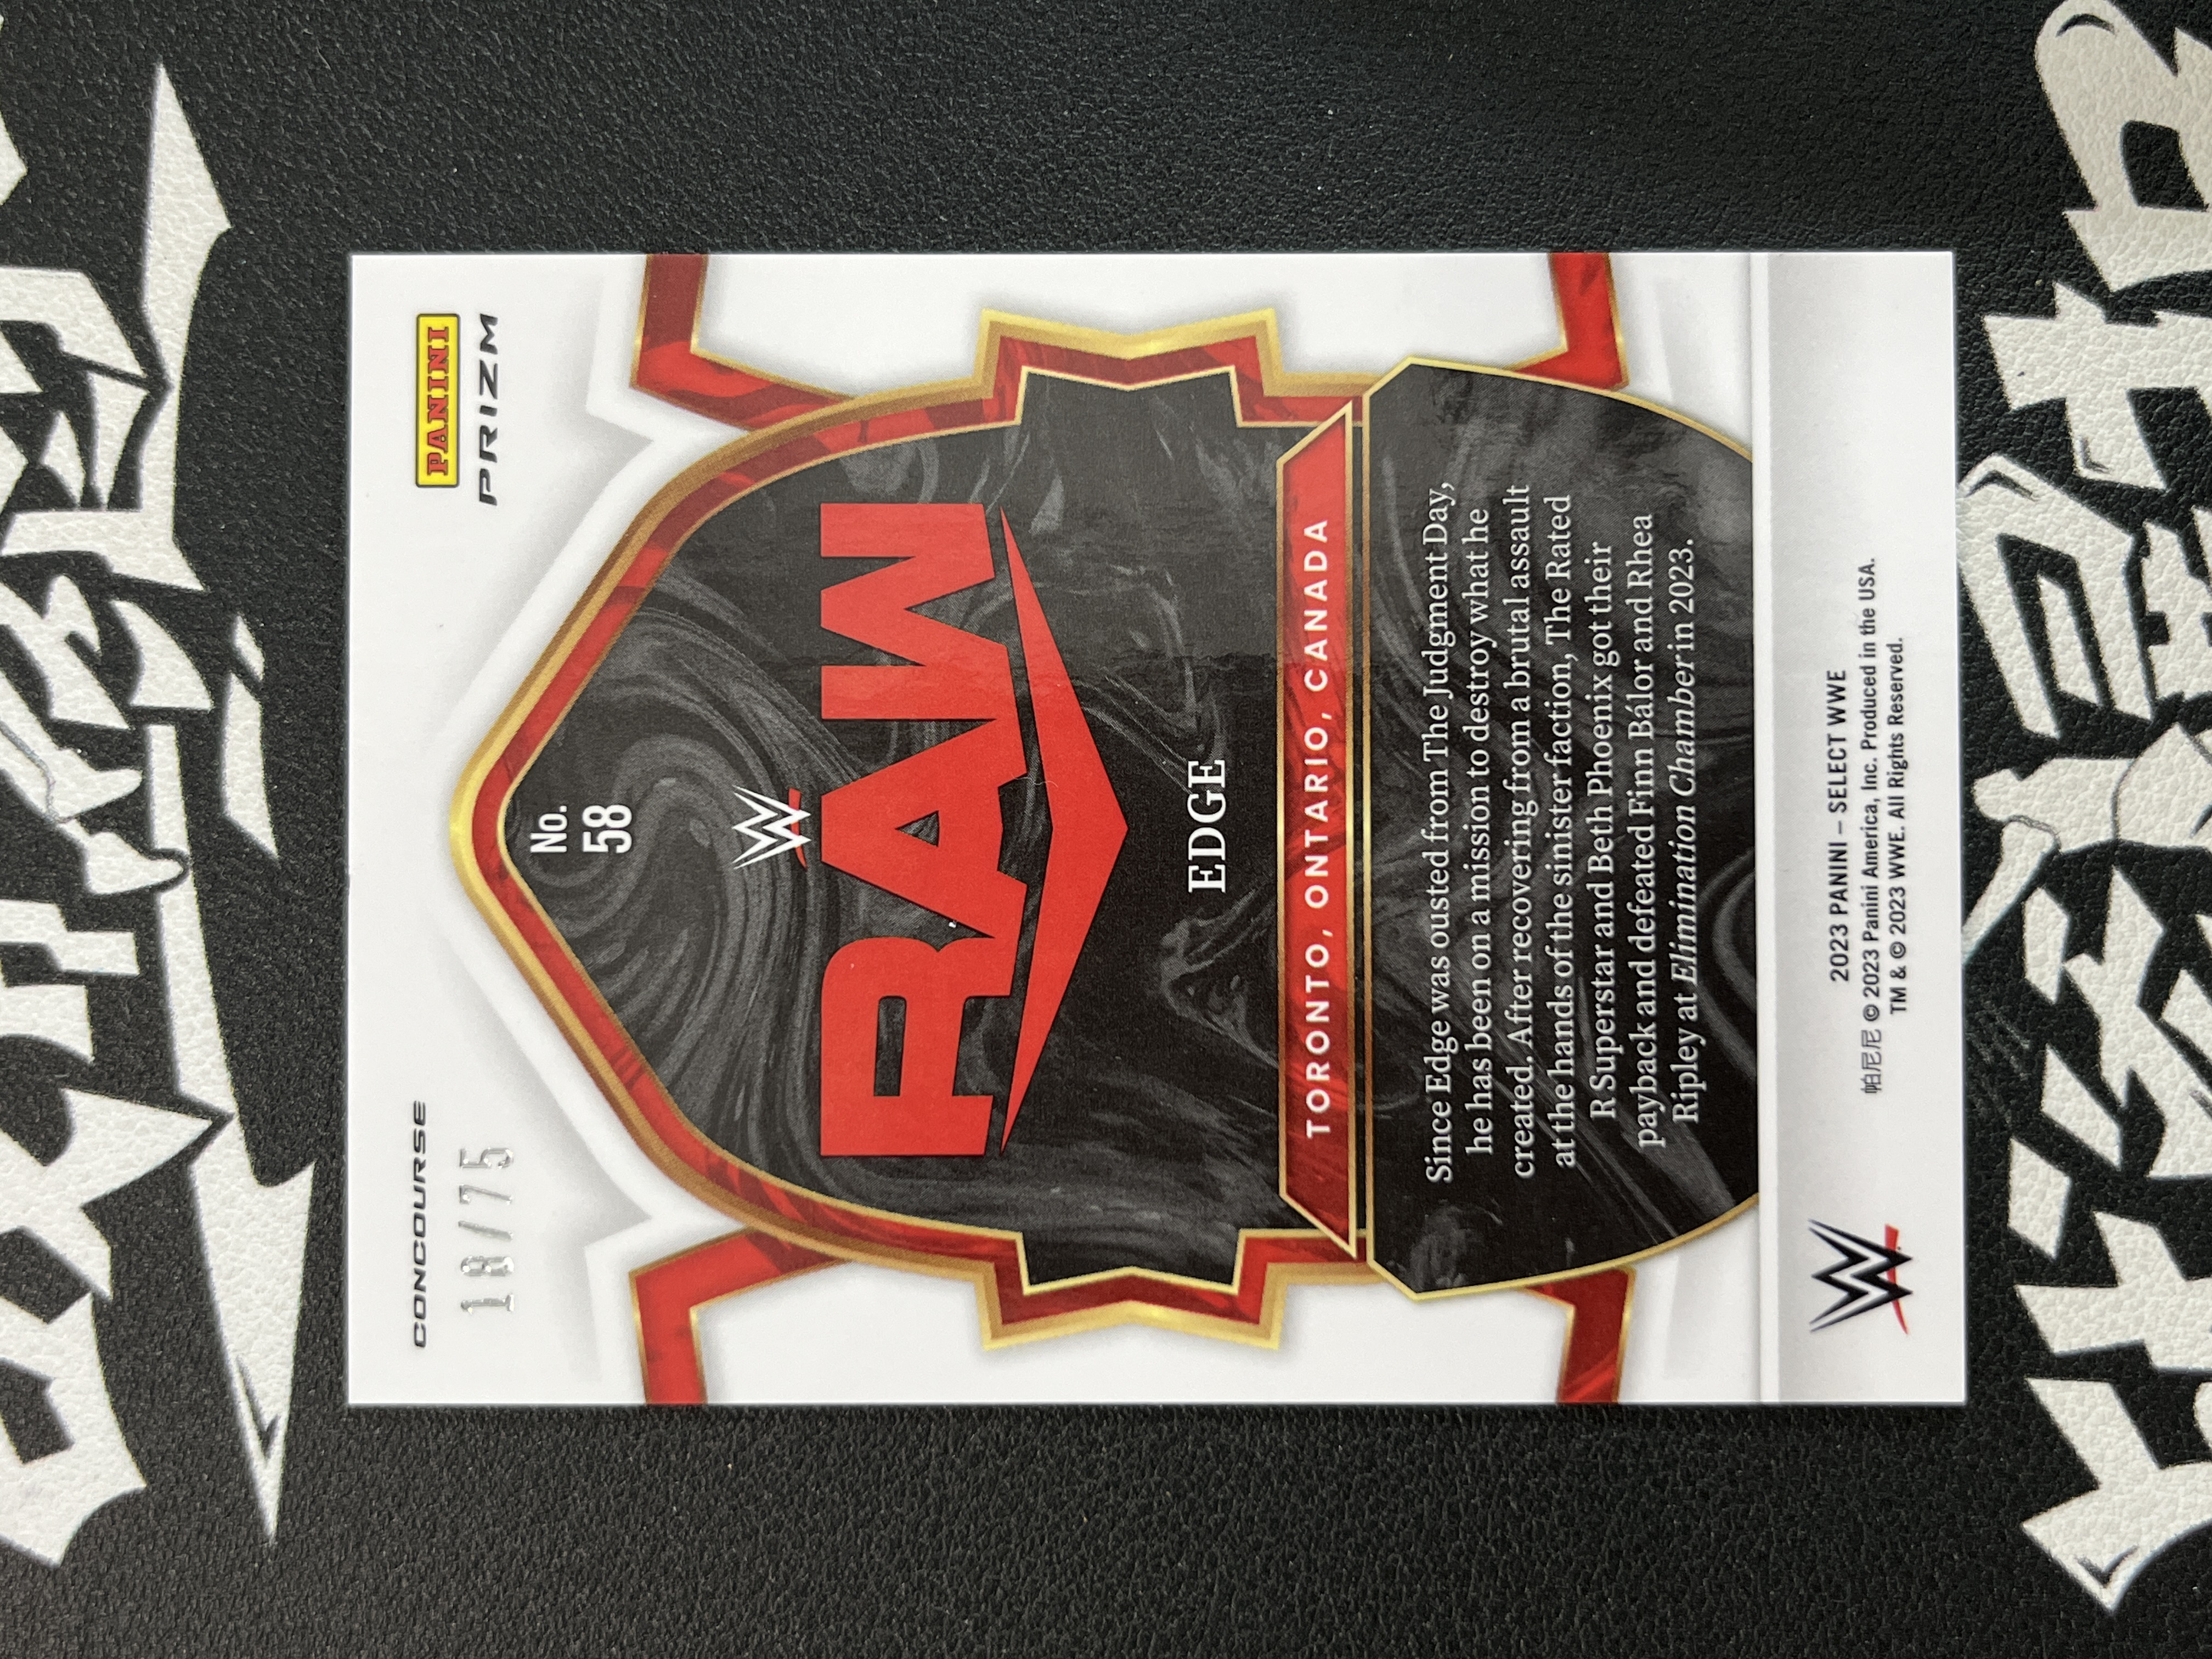 CONCOURSE
PANINI
18/75
PRIZM
No.
58
W
RAW
EDGE
TORONTO, ONTARIO, CANADA
Since Edge was ousted from The Judgment Day,
he has been on a mission to destroy what he
created. After recovering from a brutal assault
at the hands of the sinister faction, The Rated
R Superstar and Beth Phoenix got their
payback and defeated Finn Bálor and Rhea
Ripley at Elimination Chamber in 2023.
W
2023 PANINI – SELECT WWE
帕尼尼 © 2023 Panini America, Inc. Produced in the USA.
TM & © 2023 WWE. All Rights Reserved.